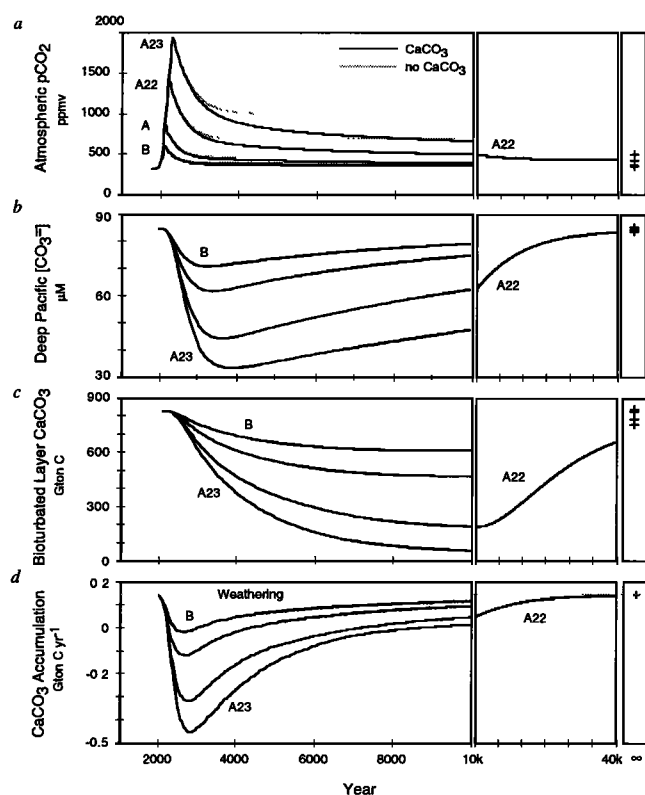 a
Atmospheric pCO2
ppmv
2000
1500
1000
500
0
A23
A22
A
B
CaCO3
no CaCO3
A22
b
Deep Pacific [CO3=]
µM
90
60
30
B
A23
A22
c
Bioturbated Layer CaCO3
Gton C
900
600
300
0
B
A23
A22
d
CaCO3 Accumulation
Gton C yr-1
0.2
0
-0.2
-0.5
B
Weathering
A23
A22
2000 4000 6000 8000 10k 40k ∞
Year